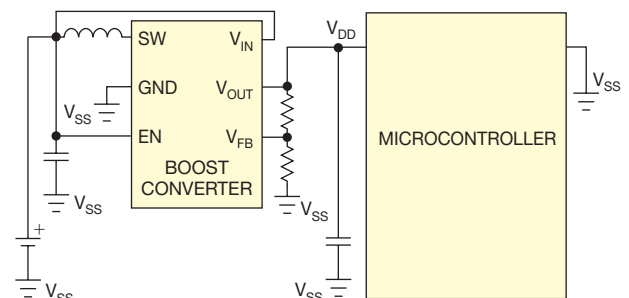 SW
V_IN
V_DD
GND
V_OUT
V_SS
V_SS
EN
V_FB
MICROCONTROLLER
BOOST
CONVERTER
V_SS
V_SS
+
V_SS
V_SS